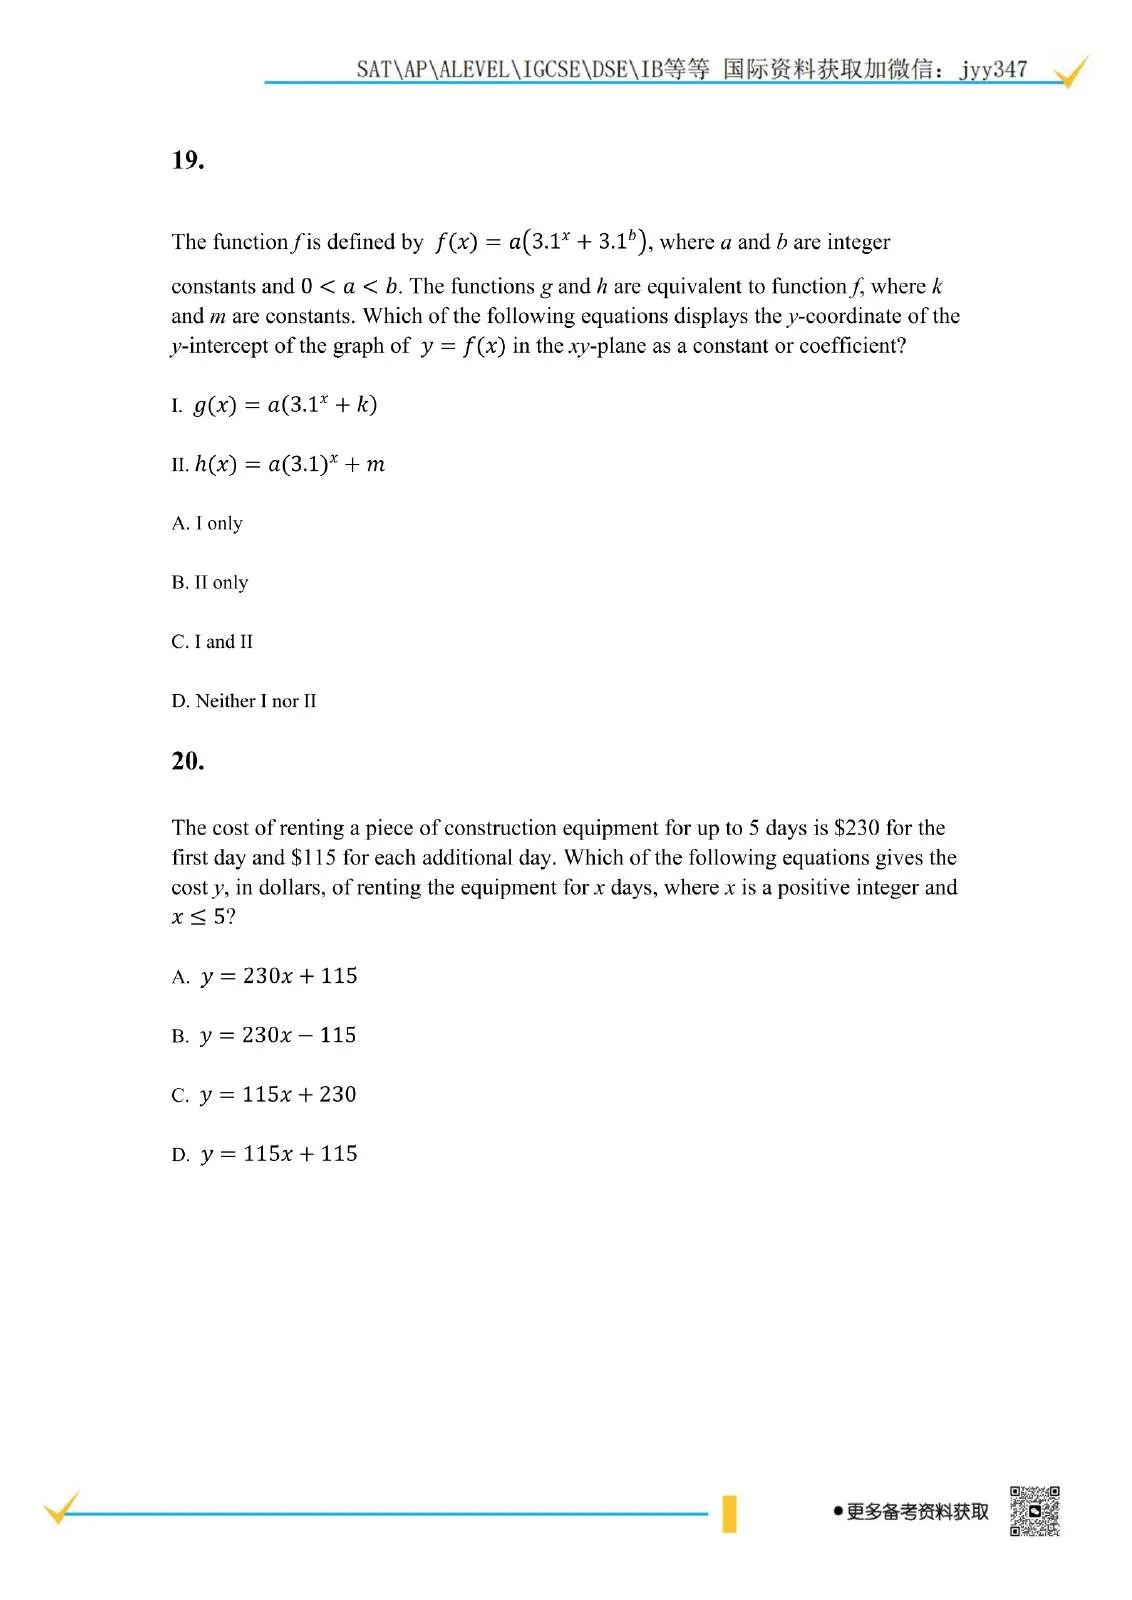 SAT\AP\ALEVEL\IGCSE\DSE\IB等等 国际资料获取加微信：jyy347
19.
The function f is defined by f(x) = a(3.1^x + 3.1^b), where a and b are integer
constants and 0 < a < b. The functions g and h are equivalent to function f, where k
and m are constants. Which of the following equations displays the y-coordinate of the
y-intercept of the graph of y = f(x) in the xy-plane as a constant or coefficient?
I. g(x) = a(3.1^x + k)
II. h(x) = a(3.1)^x + m
A. I only
B. II only
C. I and II
D. Neither I nor II
20.
The cost of renting a piece of construction equipment for up to 5 days is $230 for the
first day and $115 for each additional day. Which of the following equations gives the
cost y, in dollars, of renting the equipment for x days, where x is a positive integer and
x ≤ 5?
A. y = 230x + 115
B. y = 230x − 115
C. y = 115x + 230
D. y = 115x + 115
●更多备考资料获取